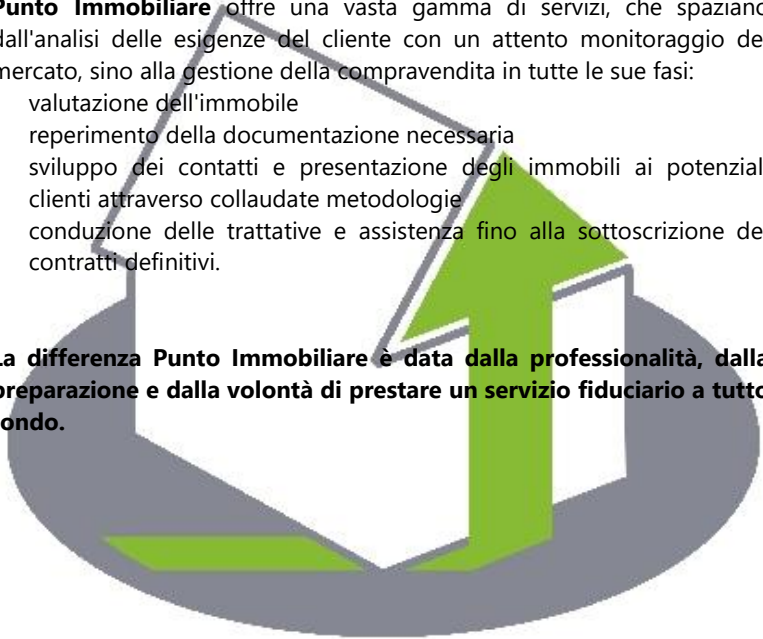 Punto Immobiliare offre una vasta gamma di servizi, che spaziano
dall'analisi delle esigenze del cliente con un attento monitoraggio de
mercato, sino alla gestione della compravendita in tutte le sue fasi:
valutazione dell'immobile
reperimento della documentazione necessaria
sviluppo dei contatti e presentazione degli immobili ai potenzial
clienti attraverso collaudate metodologie
conduzione delle trattative e assistenza fino alla sottoscrizione de
contratti definitivi.
La differenza Punto Immobiliare è data dalla professionalità, dalla
preparazione e dalla volontà di prestare un servizio fiduciario a tutto
tondo.